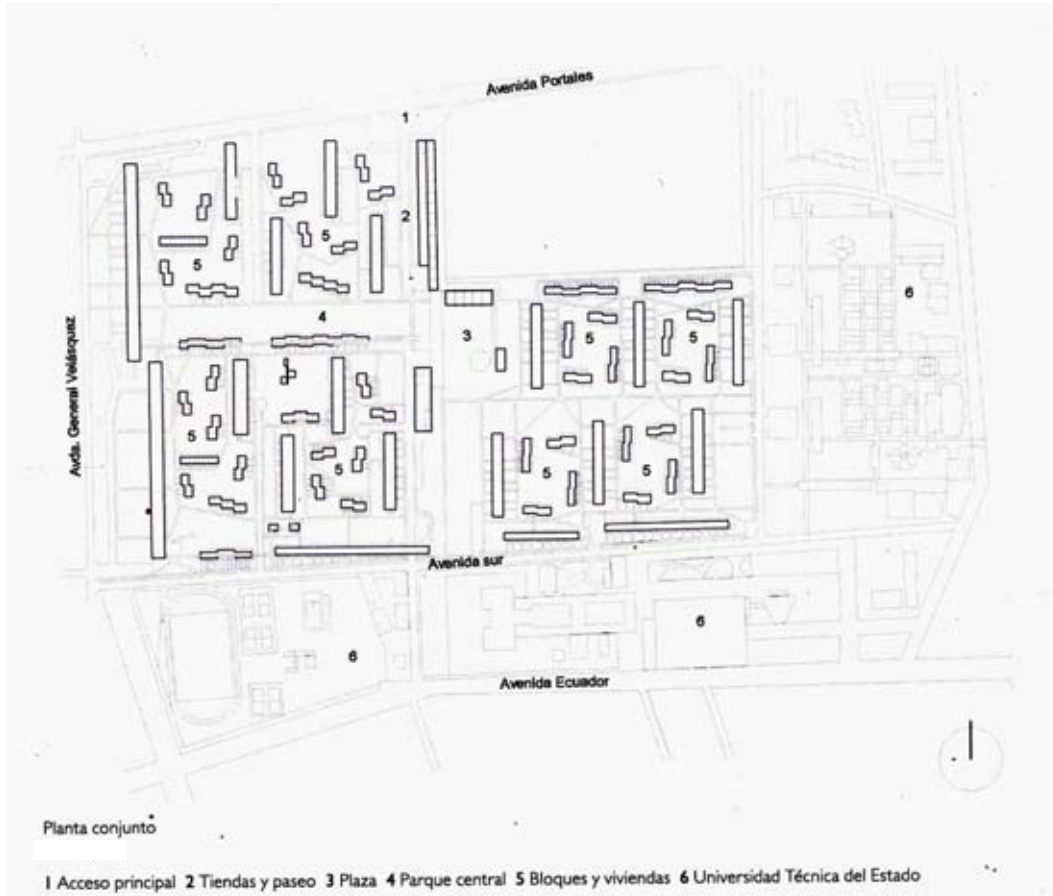 Avenida Portales
1
2
5
5
4
3
6
5
5
Avda. General Velásquez
5
5
5
5
Avenida sur
6
6
Avenida Ecuador
Planta conjunto
1 Acceso principal 2 Tiendas y paseo 3 Plaza 4 Parque central 5 Bloques y viviendas 6 Universidad Técnica del Estado